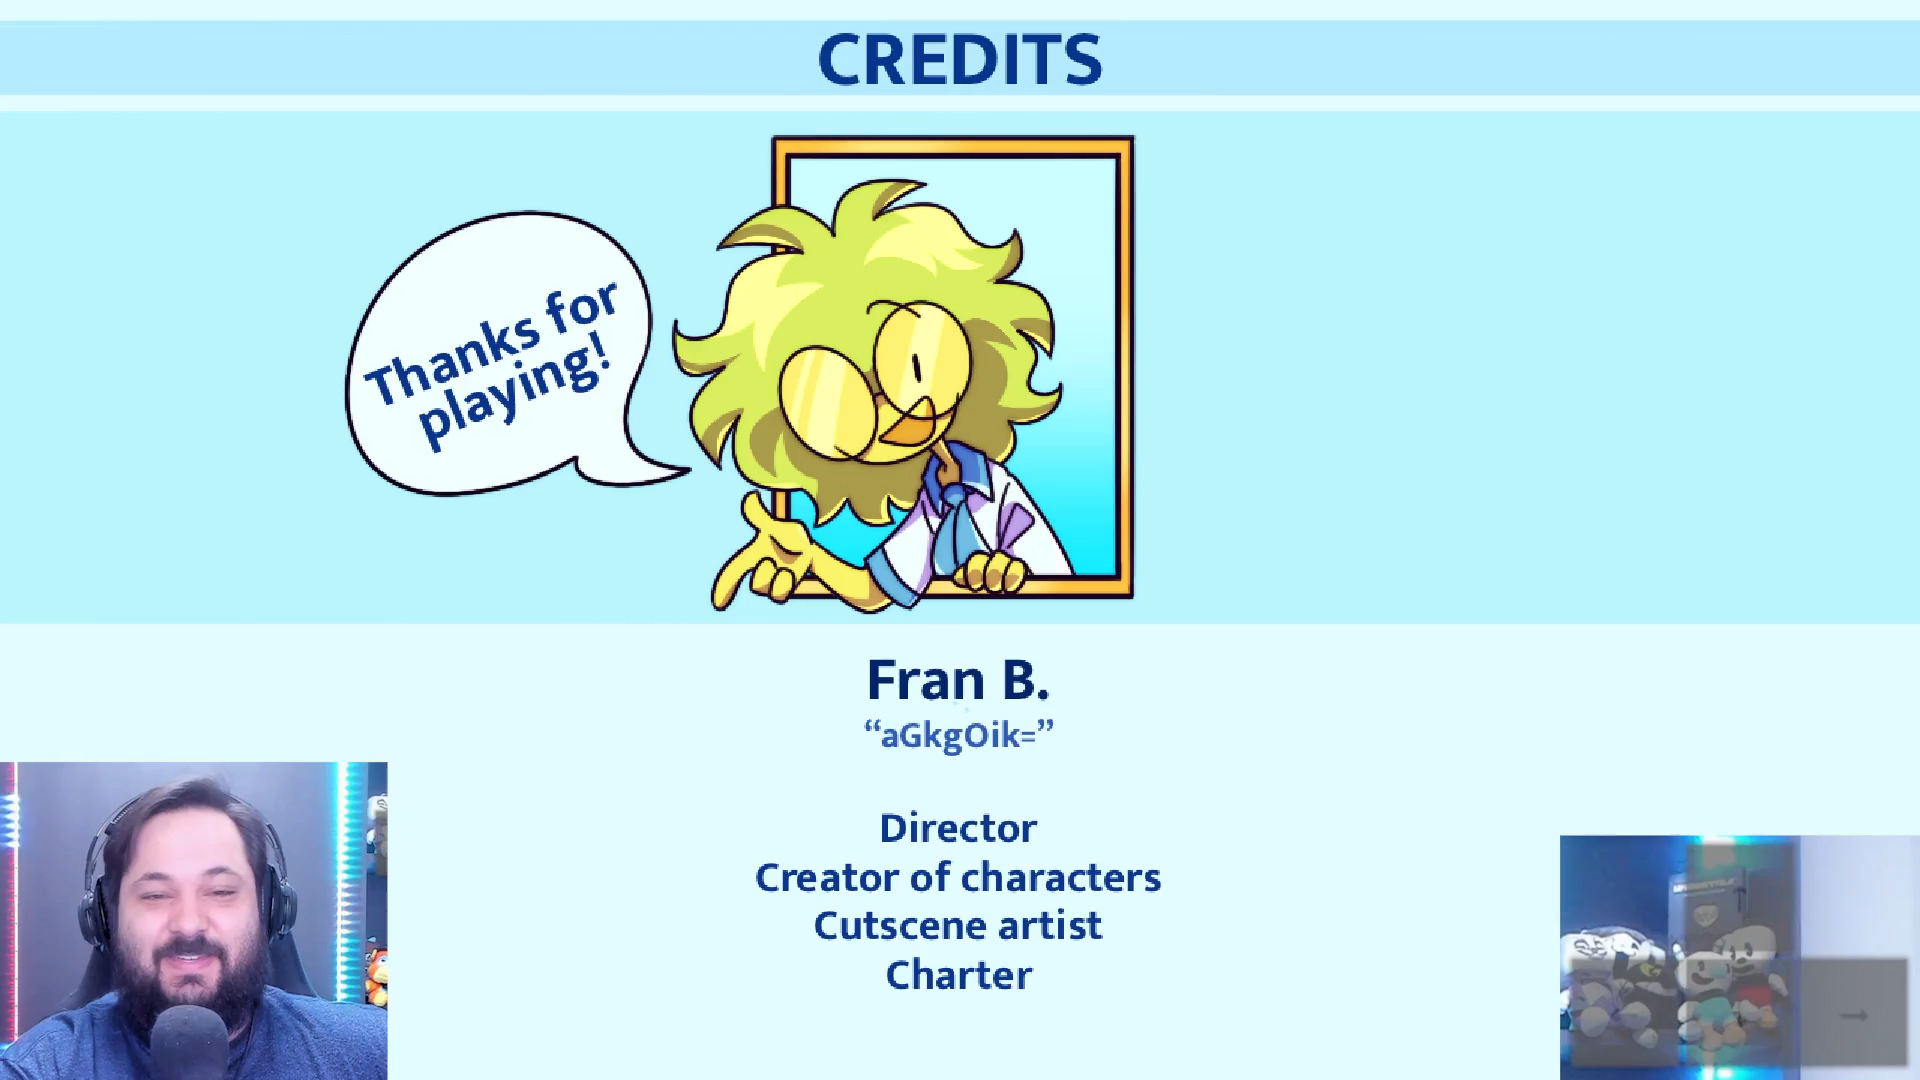 CREDITS
Thanks for
playing!
Fran B.
“aGkgOik=”
Director
Creator of characters
Cutscene artist
Charter
→